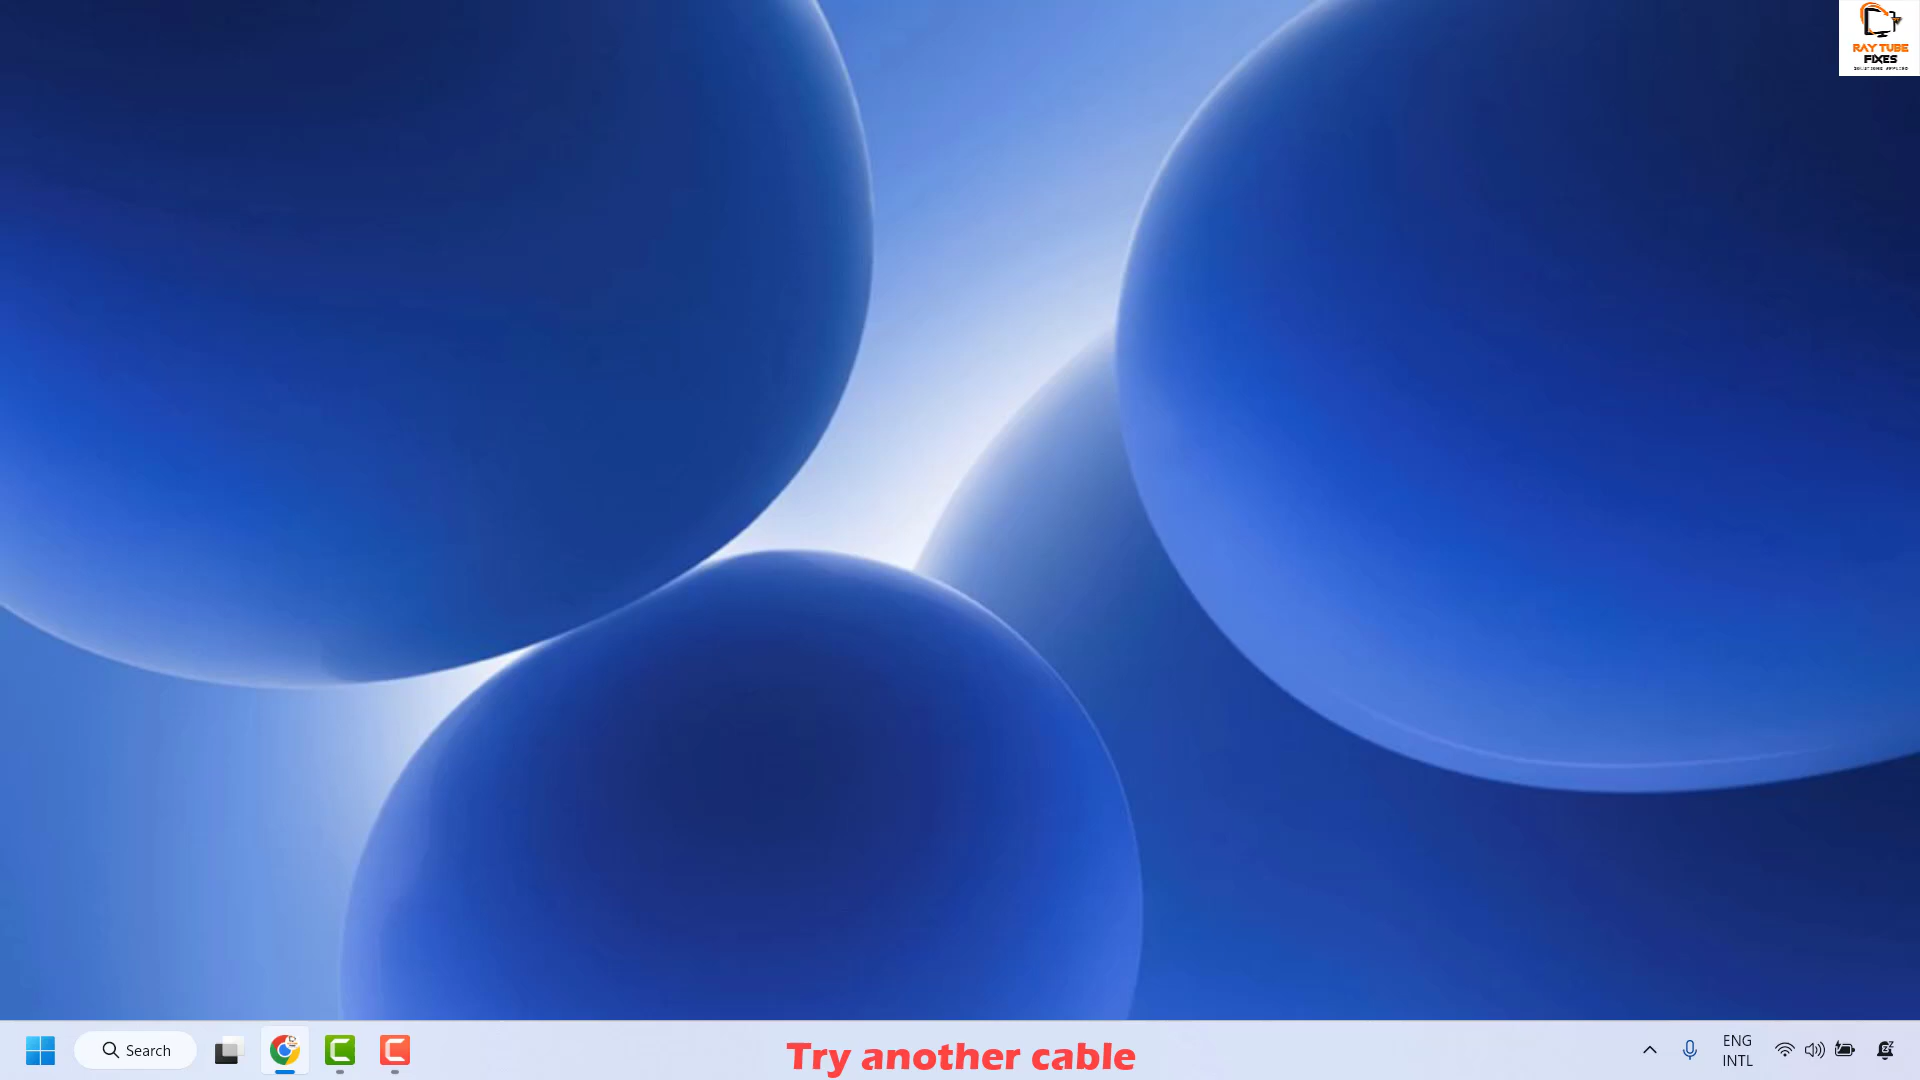 RAY TUBE
FIXES
Search
Try another cable
ENG
INTL